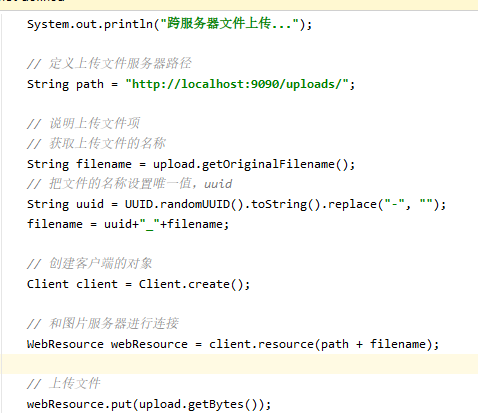 System.out.println("跨服务器文件上传...");
// 定义上传文件服务器路径
String path = "http://localhost:9090/uploads/";
// 说明上传文件项
// 获取上传文件的名称
String filename = upload.getOriginalFilename();
// 把文件的名称设置唯一值，uuid
String uuid = UUID.randomUUID().toString().replace("-", "");
filename = uuid+"_"+filename;
// 创建客户端的对象
Client client = Client.create();
// 和图片服务器进行连接
WebResource webResource = client.resource(path + filename);
// 上传文件
webResource.put(upload.getBytes());